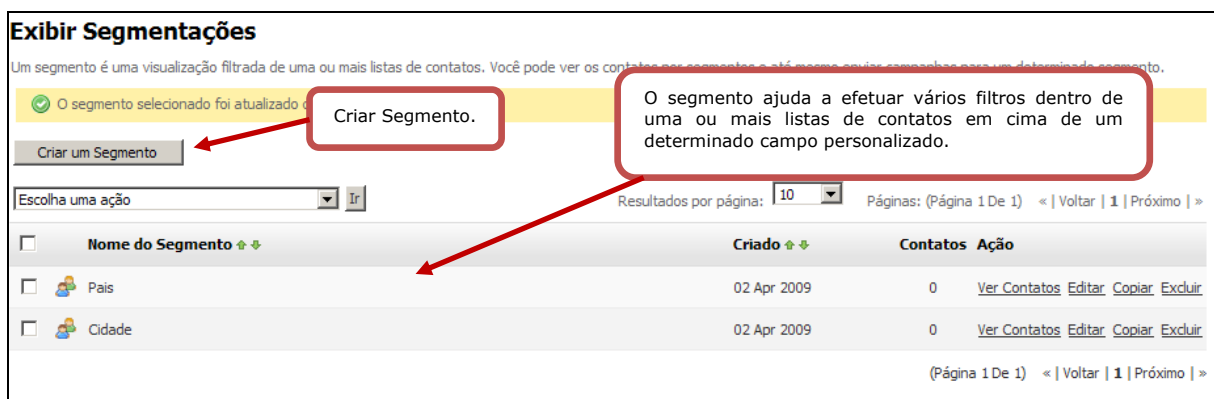 Exibir Segmentações
Um segmento é uma visualização filtrada de uma ou mais listas de contatos. Você pode ver os contatos por segmentos e até mesmo enviar campanhas para um determinado segmento.
O segmento selecionado foi atualizado
Criar Segmento.
O segmento ajuda a efetuar vários filtros dentro de
uma ou mais listas de contatos em cima de um
determinado campo personalizado.
Criar um Segmento
Escolha uma ação Ir Resultados por página: 10 Páginas: (Página 1 De 1) « | Voltar | 1 | Próximo | »
Nome do Segmento Criado Contatos Ação
Pais 02 Apr 2009 0 Ver Contatos Editar Copiar Excluir
Cidade 02 Apr 2009 0 Ver Contatos Editar Copiar Excluir
(Página 1 De 1) « | Voltar | 1 | Próximo | »